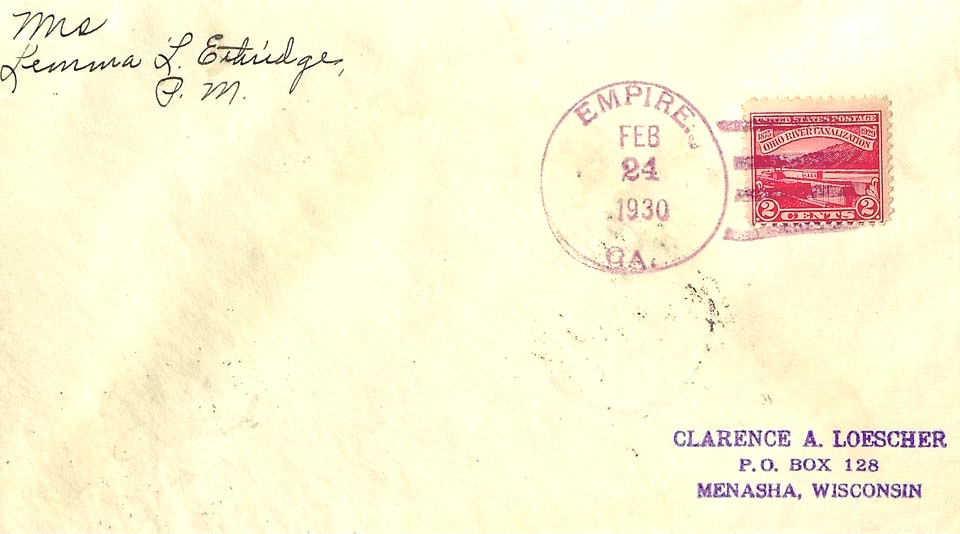 Mrs
Lemma L. Ethridge,
P. M.
EMPIRE.
FEB
24
1930
GA.
UNITED STATES POSTAGE
1875 1929
OHIO RIVER CANALIZATION
2 CENTS 2
CLARENCE A. LOESCHER
P.O. BOX 128
MENASHA, WISCONSIN